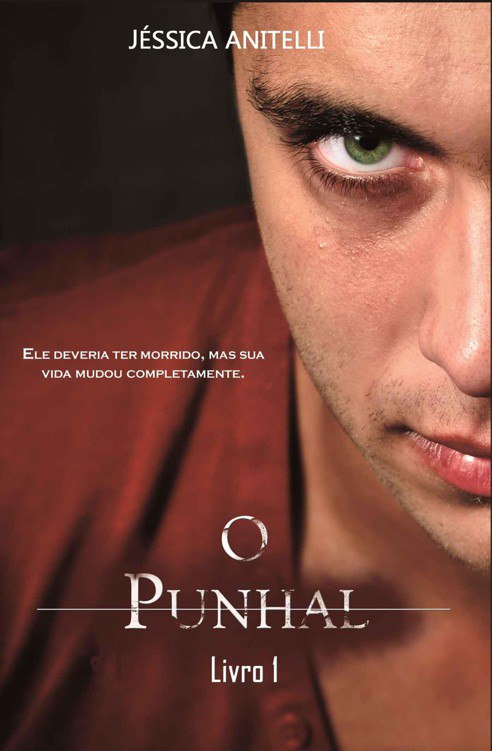 JÉSSICA ANITELLI
ELE DEVERIA TER MORRIDO, MAS SUA
VIDA MUDOU COMPLETAMENTE.
O
PUNHAL
Livro 1